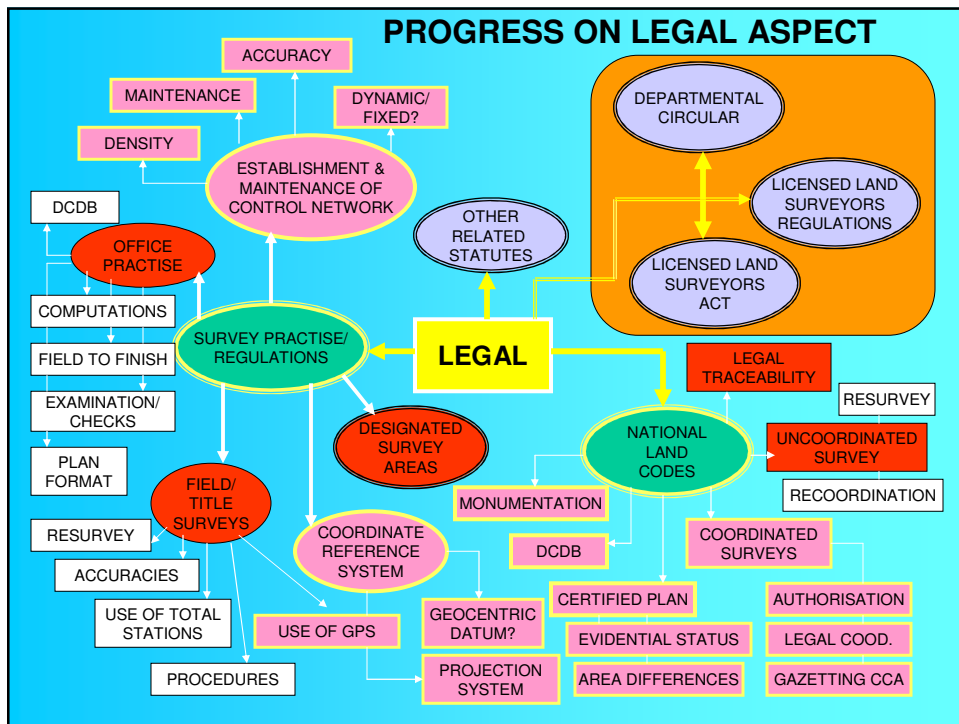 PROGRESS ON LEGAL ASPECT
ACCURACY
MAINTENANCE
DYNAMIC/
FIXED?
DENSITY
ESTABLISHMENT &
MAINTENANCE OF
CONTROL NETWORK
DEPARTMENTAL
CIRCULAR
LICENSED LAND
SURVEYORS
REGULATIONS
LICENSED LAND
SURVEYORS
ACT
OTHER
RELATED
STATUTES
DCDB
OFFICE
PRACTISE
COMPUTATIONS
FIELD TO FINISH
EXAMINATION/
CHECKS
PLAN
FORMAT
SURVEY PRACTISE/
REGULATIONS
LEGAL
LEGAL
TRACEABILITY
RESURVEY
UNCOORDINATED
SURVEY
RECOORDINATION
NATIONAL
LAND
CODES
DESIGNATED
SURVEY
AREAS
FIELD/
TITLE
SURVEYS
RESURVEY
ACCURACIES
USE OF TOTAL
STATIONS
PROCEDURES
USE OF GPS
COORDINATE
REFERENCE
SYSTEM
GEOCENTRIC
DATUM?
PROJECTION
SYSTEM
MONUMENTATION
DCDB
CERTIFIED PLAN
EVIDENTIAL STATUS
AREA DIFFERENCES
COORDINATED
SURVEYS
AUTHORISATION
LEGAL COOD.
GAZETTING CCA